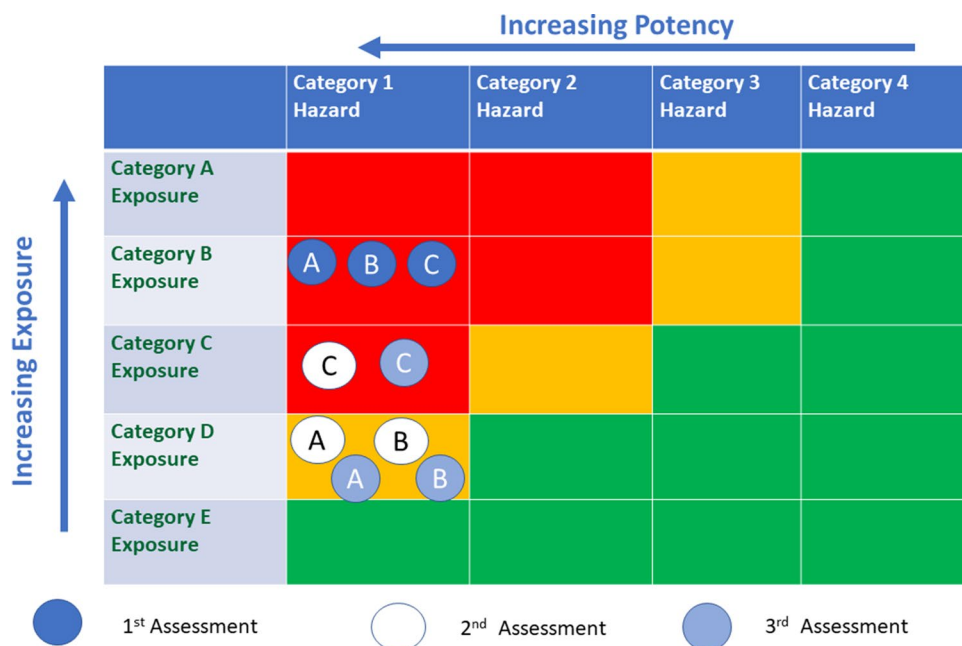 Increasing Potency
Category 1
Hazard
Category 2
Hazard
Category 3
Hazard
Category 4
Hazard
Increasing Exposure
Category A
Exposure
Category B
Exposure
A B C
Category C
Exposure
C C
Category D
Exposure
A B
A B
Category E
Exposure
1st Assessment
2nd Assessment
3rd Assessment